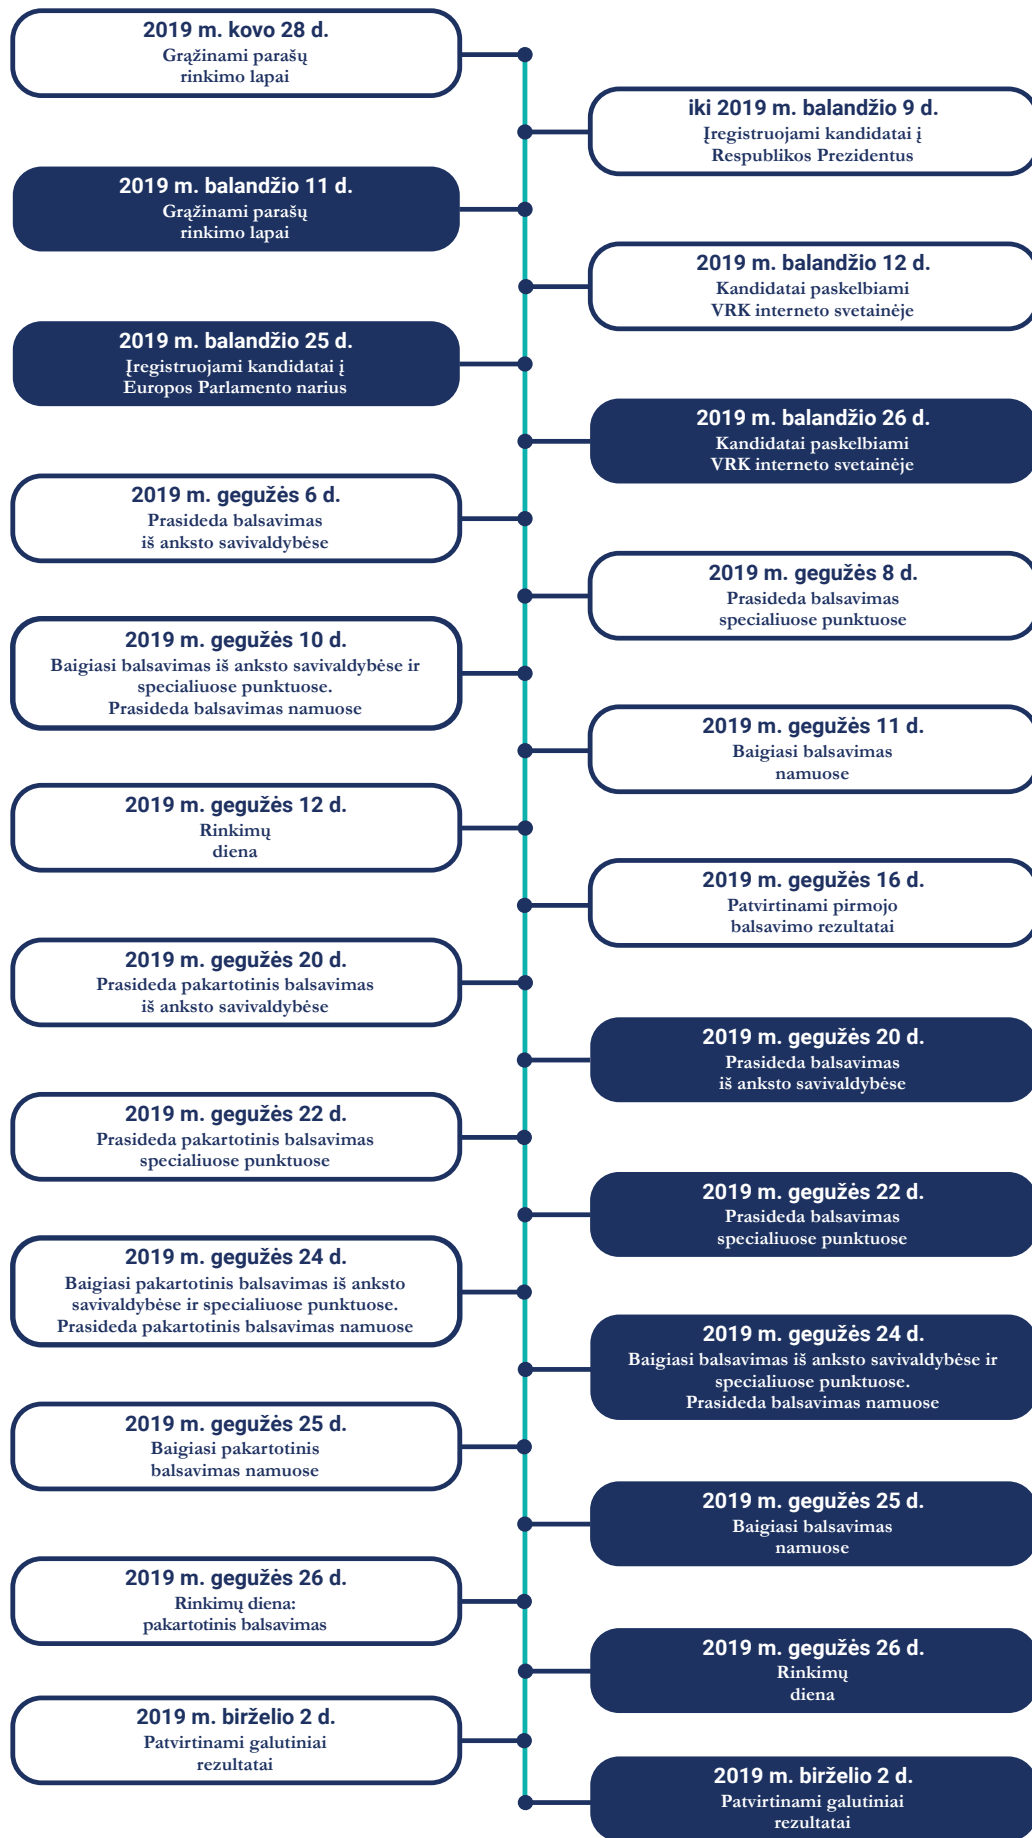 2019 m. kovo 28 d.
Grąžinami parašų
rinkimo lapai
iki 2019 m. balandžio 9 d.
Įregistruojami kandidatai į
Respublikos Prezidentus
2019 m. balandžio 11 d.
Grąžinami parašų
rinkimo lapai
2019 m. balandžio 12 d.
Kandidatai paskelbiami
VRK interneto svetainėje
2019 m. balandžio 25 d.
Įregistruojami kandidatai į
Europos Parlamento narius
2019 m. balandžio 26 d.
Kandidatai paskelbiami
VRK interneto svetainėje
2019 m. gegužės 6 d.
Prasideda balsavimas
iš anksto savivaldybėse
2019 m. gegužės 8 d.
Prasideda balsavimas
specialiuose punktuose
2019 m. gegužės 10 d.
Baigiasi balsavimas iš anksto savivaldybėse ir
specialiuose punktuose.
Prasideda balsavimas namuose
2019 m. gegužės 11 d.
Baigiasi balsavimas
namuose
2019 m. gegužės 12 d.
Rinkimų
diena
2019 m. gegužės 16 d.
Patvirtinami pirmojo
balsavimo rezultatai
2019 m. gegužės 20 d.
Prasideda pakartotinis balsavimas
iš anksto savivaldybėse
2019 m. gegužės 20 d.
Prasideda balsavimas
iš anksto savivaldybėse
2019 m. gegužės 22 d.
Prasideda pakartotinis balsavimas
specialiuose punktuose
2019 m. gegužės 22 d.
Prasideda balsavimas
specialiuose punktuose
2019 m. gegužės 24 d.
Baigiasi pakartotinis balsavimas iš anksto
savivaldybėse ir specialiuose punktuose.
Prasideda pakartotinis balsavimas namuose
2019 m. gegužės 24 d.
Baigiasi balsavimas iš anksto savivaldybėse ir
specialiuose punktuose.
Prasideda balsavimas namuose
2019 m. gegužės 25 d.
Baigiasi pakartotinis
balsavimas namuose
2019 m. gegužės 25 d.
Baigiasi balsavimas
namuose
2019 m. gegužės 26 d.
Rinkimų diena:
pakartotinis balsavimas
2019 m. gegužės 26 d.
Rinkimų
diena
2019 m. birželio 2 d.
Patvirtinami galutiniai
rezultatai
2019 m. birželio 2 d.
Patvirtinami galutiniai
rezultatai